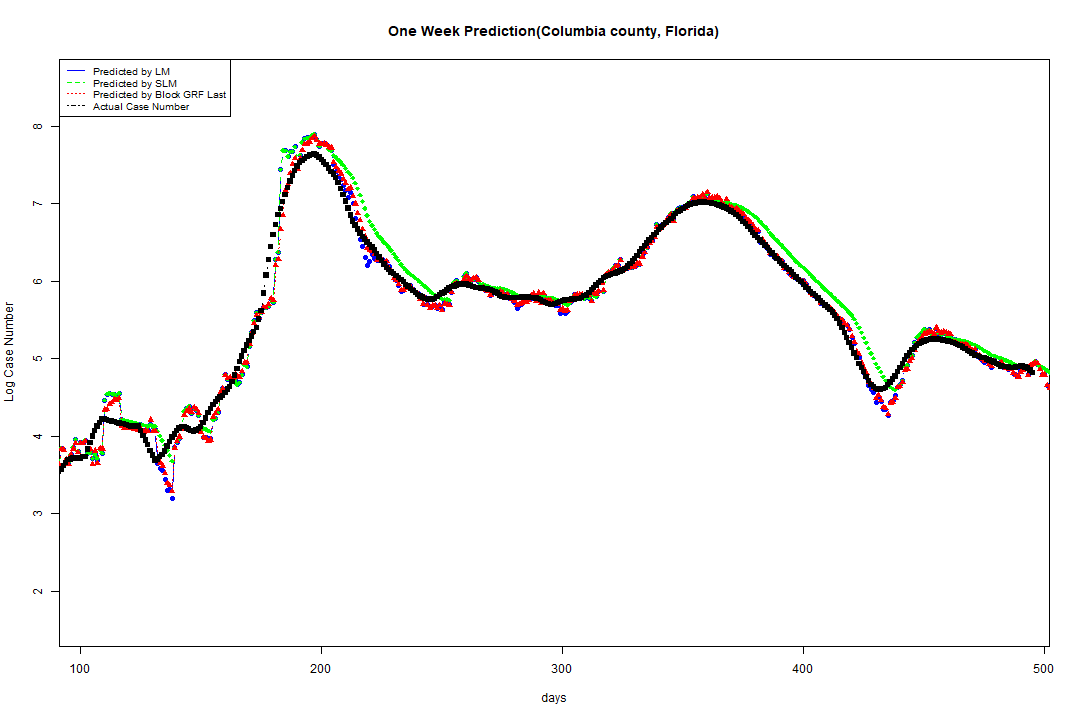 One Week Prediction(Columbia county, Florida)
Predicted by LM
Predicted by SLM
Predicted by Block GRF Last
Actual Case Number
8
7
6
5
4
3
2
Log Case Number
100 200 300 400 500
days